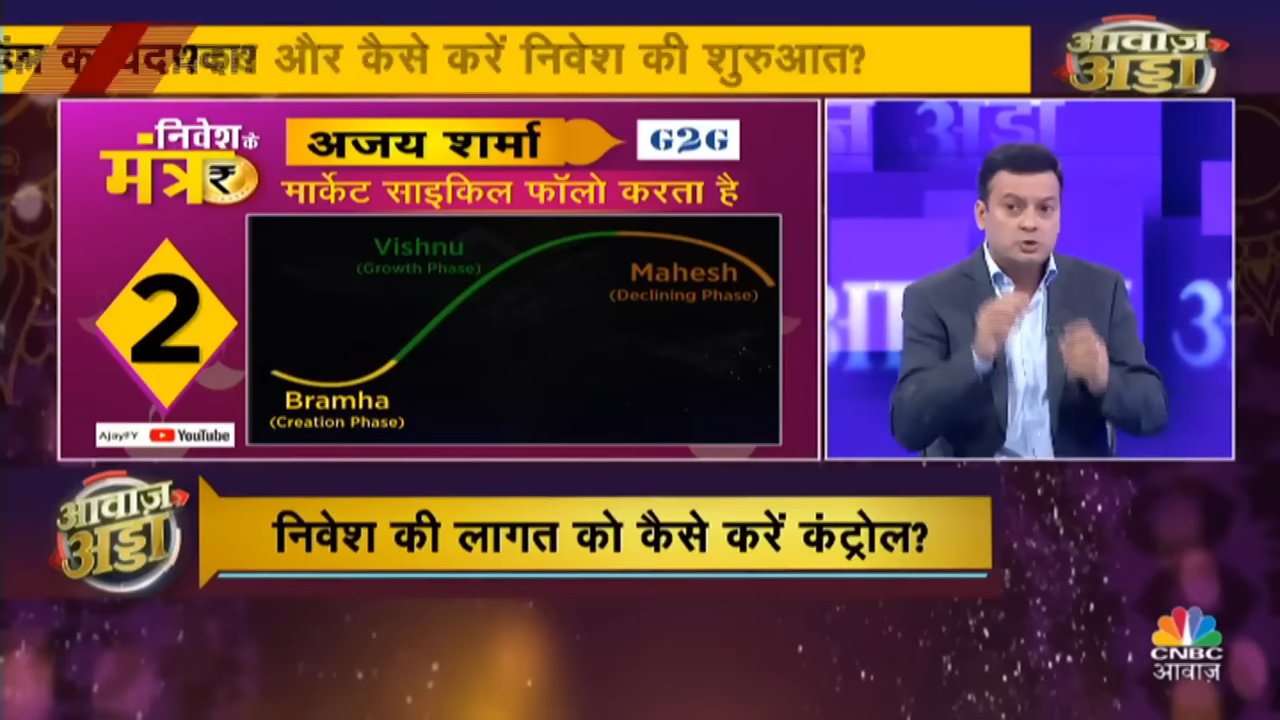 और कैसे करें निवेश की शुरुआत?
आवाज़
अड्डा
निवेश के
मंत्र ₹
अजय शर्मा
G2G
मार्केट साइकिल फॉलो करता है
2
Vishnu
(Growth Phase)
Mahesh
(Declining Phase)
Bramha
(Creation Phase)
AjayFY YouTube
आवाज़
अड्डा
निवेश की लागत को कैसे करें कंट्रोल?
CNBC
आवाज़